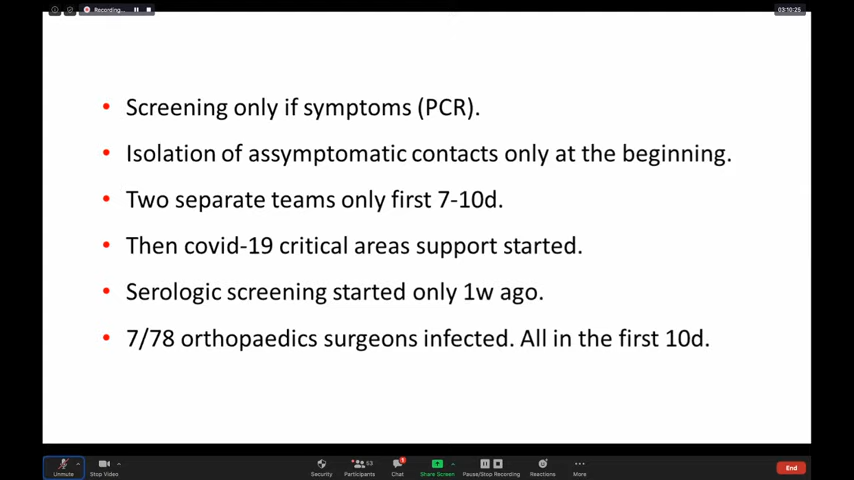 Recording...
03:10:25
• Screening only if symptoms (PCR).
• Isolation of assymptomatic contacts only at the beginning.
• Two separate teams only first 7-10d.
• Then covid-19 critical areas support started.
• Serologic screening started only 1w ago.
• 7/78 orthopaedics surgeons infected. All in the first 10d.
Unmute
Stop Video
Security
Participants 53
Chat
Share Screen
Pause/Stop Recording
Reactions
More
End